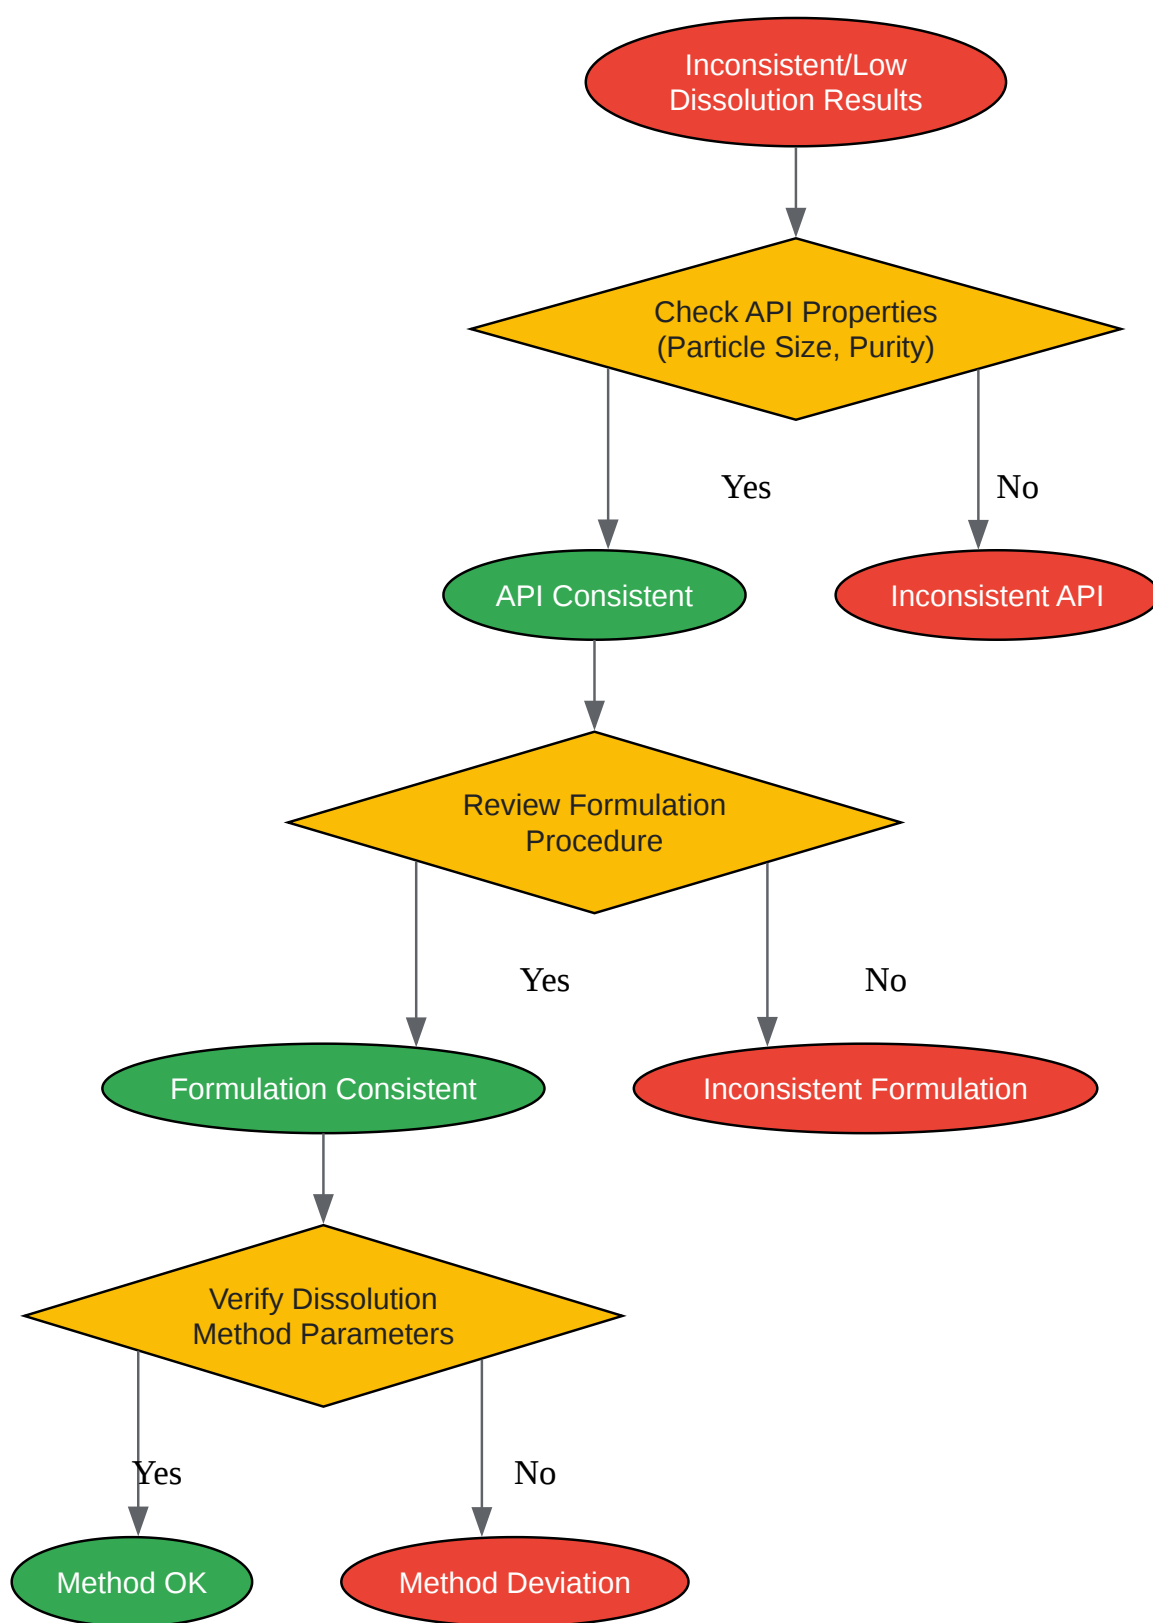 Inconsistent/Low
Dissolution Results
Check API Properties
(Particle Size, Purity)
Yes
No
API Consistent
Inconsistent API
Review Formulation
Procedure
Yes
No
Formulation Consistent
Inconsistent Formulation
Verify Dissolution
Method Parameters
Yes
No
Method OK
Method Deviation